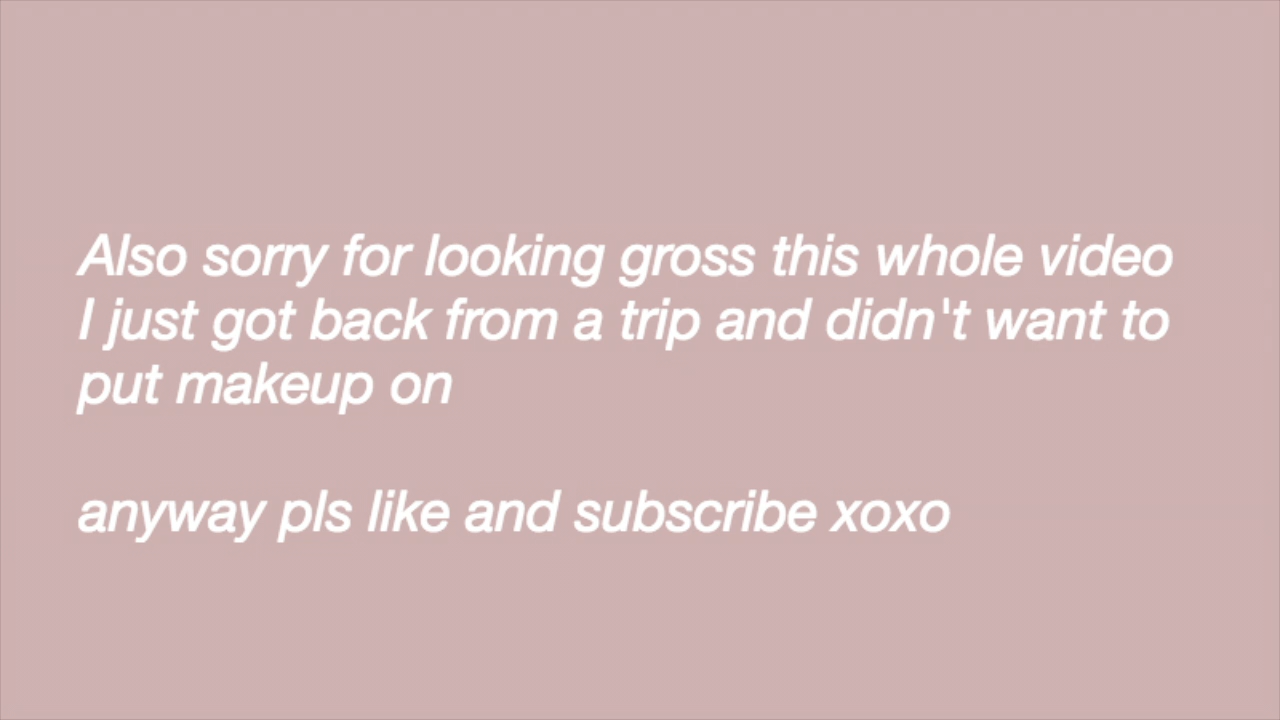 Also sorry for looking gross this whole video
I just got back from a trip and didn't want to
put makeup on
anyway pls like and subscribe xoxo